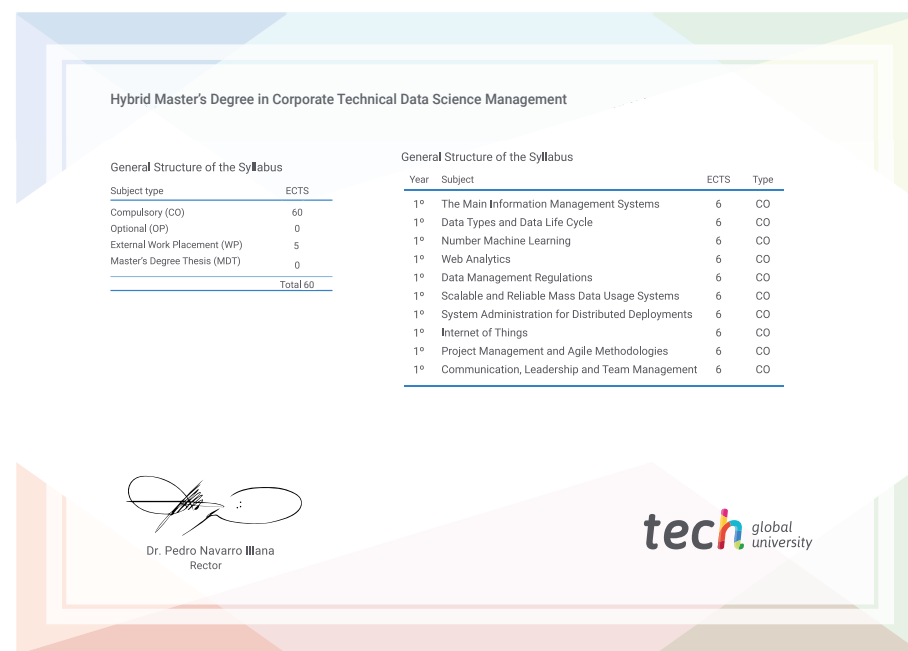 Hybrid Master's Degree in Corporate Technical Data Science Management
General Structure of the Syllabus
Subject type ECTS
Compulsory (CO) 60
Optional (OP) 0
External Work Placement (WP) 5
Master's Degree Thesis (MDT) 0
Total 60
General Structure of the Syllabus
Year Subject ECTS Type
1º The Main Information Management Systems 6 CO
1º Data Types and Data Life Cycle 6 CO
1º Number Machine Learning 6 CO
1º Web Analytics 6 CO
1º Data Management Regulations 6 CO
1º Scalable and Reliable Mass Data Usage Systems 6 CO
1º System Administration for Distributed Deployments 6 CO
1º Internet of Things 6 CO
1º Project Management and Agile Methodologies 6 CO
1º Communication, Leadership and Team Management 6 CO
Dr. Pedro Navarro Illana
Rector
tech global
university